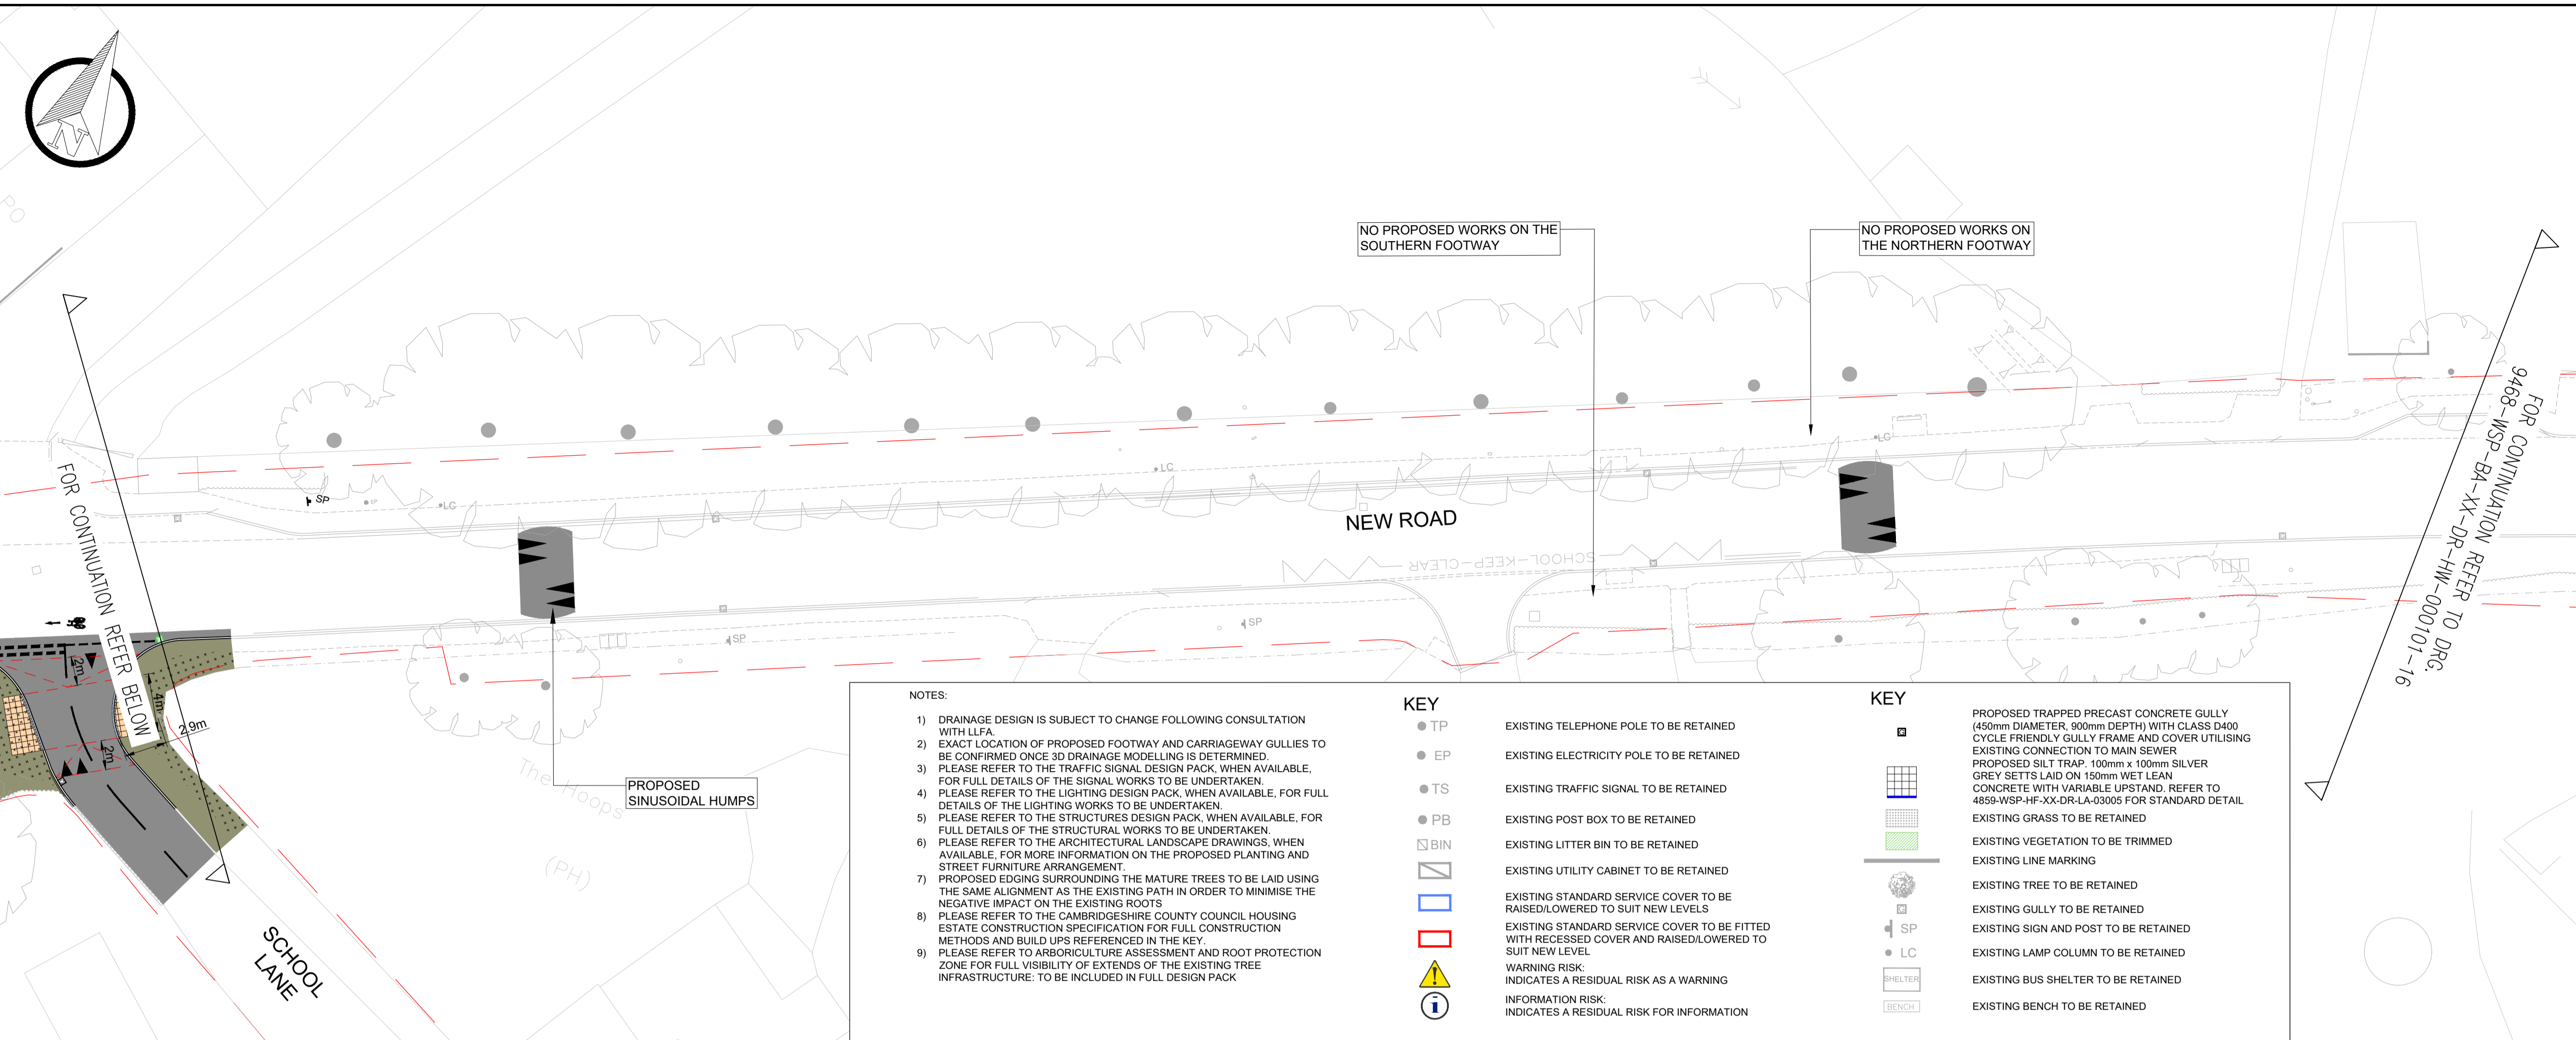 N
PO
NO PROPOSED WORKS ON THE
SOUTHERN FOOTWAY
NO PROPOSED WORKS ON
THE NORTHERN FOOTWAY
FOR CONTINUATION REFER TO DRG.
9468-WSP-BA-XX-DR-HW-000101-16
FOR CONTINUATION REFER BELOW
SP
EP
LC
LC
LC
NEW ROAD
SCHOOL-KEEP-CLEAR
SP
SP
2m
4m
2.9m
2m
PROPOSED
SINUSOIDAL HUMPS
The Hoops
(PH)
SCHOOL
LANE
NOTES:
1) DRAINAGE DESIGN IS SUBJECT TO CHANGE FOLLOWING CONSULTATION
WITH LLFA.
2) EXACT LOCATION OF PROPOSED FOOTWAY AND CARRIAGEWAY GULLIES TO
BE CONFIRMED ONCE 3D DRAINAGE MODELLING IS DETERMINED.
3) PLEASE REFER TO THE TRAFFIC SIGNAL DESIGN PACK, WHEN AVAILABLE,
FOR FULL DETAILS OF THE SIGNAL WORKS TO BE UNDERTAKEN.
4) PLEASE REFER TO THE LIGHTING DESIGN PACK, WHEN AVAILABLE, FOR FULL
DETAILS OF THE LIGHTING WORKS TO BE UNDERTAKEN.
5) PLEASE REFER TO THE STRUCTURES DESIGN PACK, WHEN AVAILABLE, FOR
FULL DETAILS OF THE STRUCTURAL WORKS TO BE UNDERTAKEN.
6) PLEASE REFER TO THE ARCHITECTURAL LANDSCAPE DRAWINGS, WHEN
AVAILABLE, FOR MORE INFORMATION ON THE PROPOSED PLANTING AND
STREET FURNITURE ARRANGEMENT.
7) PROPOSED EDGING SURROUNDING THE MATURE TREES TO BE LAID USING
THE SAME ALIGNMENT AS THE EXISTING PATH IN ORDER TO MINIMISE THE
NEGATIVE IMPACT ON THE EXISTING ROOTS
8) PLEASE REFER TO THE CAMBRIDGESHIRE COUNTY COUNCIL HOUSING
ESTATE CONSTRUCTION SPECIFICATION FOR FULL CONSTRUCTION
METHODS AND BUILD UPS REFERENCED IN THE KEY.
9) PLEASE REFER TO ARBORICULTURE ASSESSMENT AND ROOT PROTECTION
ZONE FOR FULL VISIBILITY OF EXTENDS OF THE EXISTING TREE
INFRASTRUCTURE: TO BE INCLUDED IN FULL DESIGN PACK
KEY
TP EXISTING TELEPHONE POLE TO BE RETAINED
EP EXISTING ELECTRICITY POLE TO BE RETAINED
TS EXISTING TRAFFIC SIGNAL TO BE RETAINED
PB EXISTING POST BOX TO BE RETAINED
BIN EXISTING LITTER BIN TO BE RETAINED
EXISTING UTILITY CABINET TO BE RETAINED
EXISTING STANDARD SERVICE COVER TO BE
RAISED/LOWERED TO SUIT NEW LEVELS
EXISTING STANDARD SERVICE COVER TO BE FITTED
WITH RECESSED COVER AND RAISED/LOWERED TO
SUIT NEW LEVEL
WARNING RISK:
INDICATES A RESIDUAL RISK AS A WARNING
INFORMATION RISK:
INDICATES A RESIDUAL RISK FOR INFORMATION
KEY
PROPOSED TRAPPED PRECAST CONCRETE GULLY
(450mm DIAMETER, 900mm DEPTH) WITH CLASS D400
CYCLE FRIENDLY GULLY FRAME AND COVER UTILISING
EXISTING CONNECTION TO MAIN SEWER
PROPOSED SILT TRAP. 100mm x 100mm SILVER
GREY SETTS LAID ON 150mm WET LEAN
CONCRETE WITH VARIABLE UPSTAND. REFER TO
4859-WSP-HF-XX-DR-LA-03005 FOR STANDARD DETAIL
EXISTING GRASS TO BE RETAINED
EXISTING VEGETATION TO BE TRIMMED
EXISTING LINE MARKING
EXISTING TREE TO BE RETAINED
EXISTING GULLY TO BE RETAINED
SP EXISTING SIGN AND POST TO BE RETAINED
LC EXISTING LAMP COLUMN TO BE RETAINED
SHELTER EXISTING BUS SHELTER TO BE RETAINED
BENCH EXISTING BENCH TO BE RETAINED